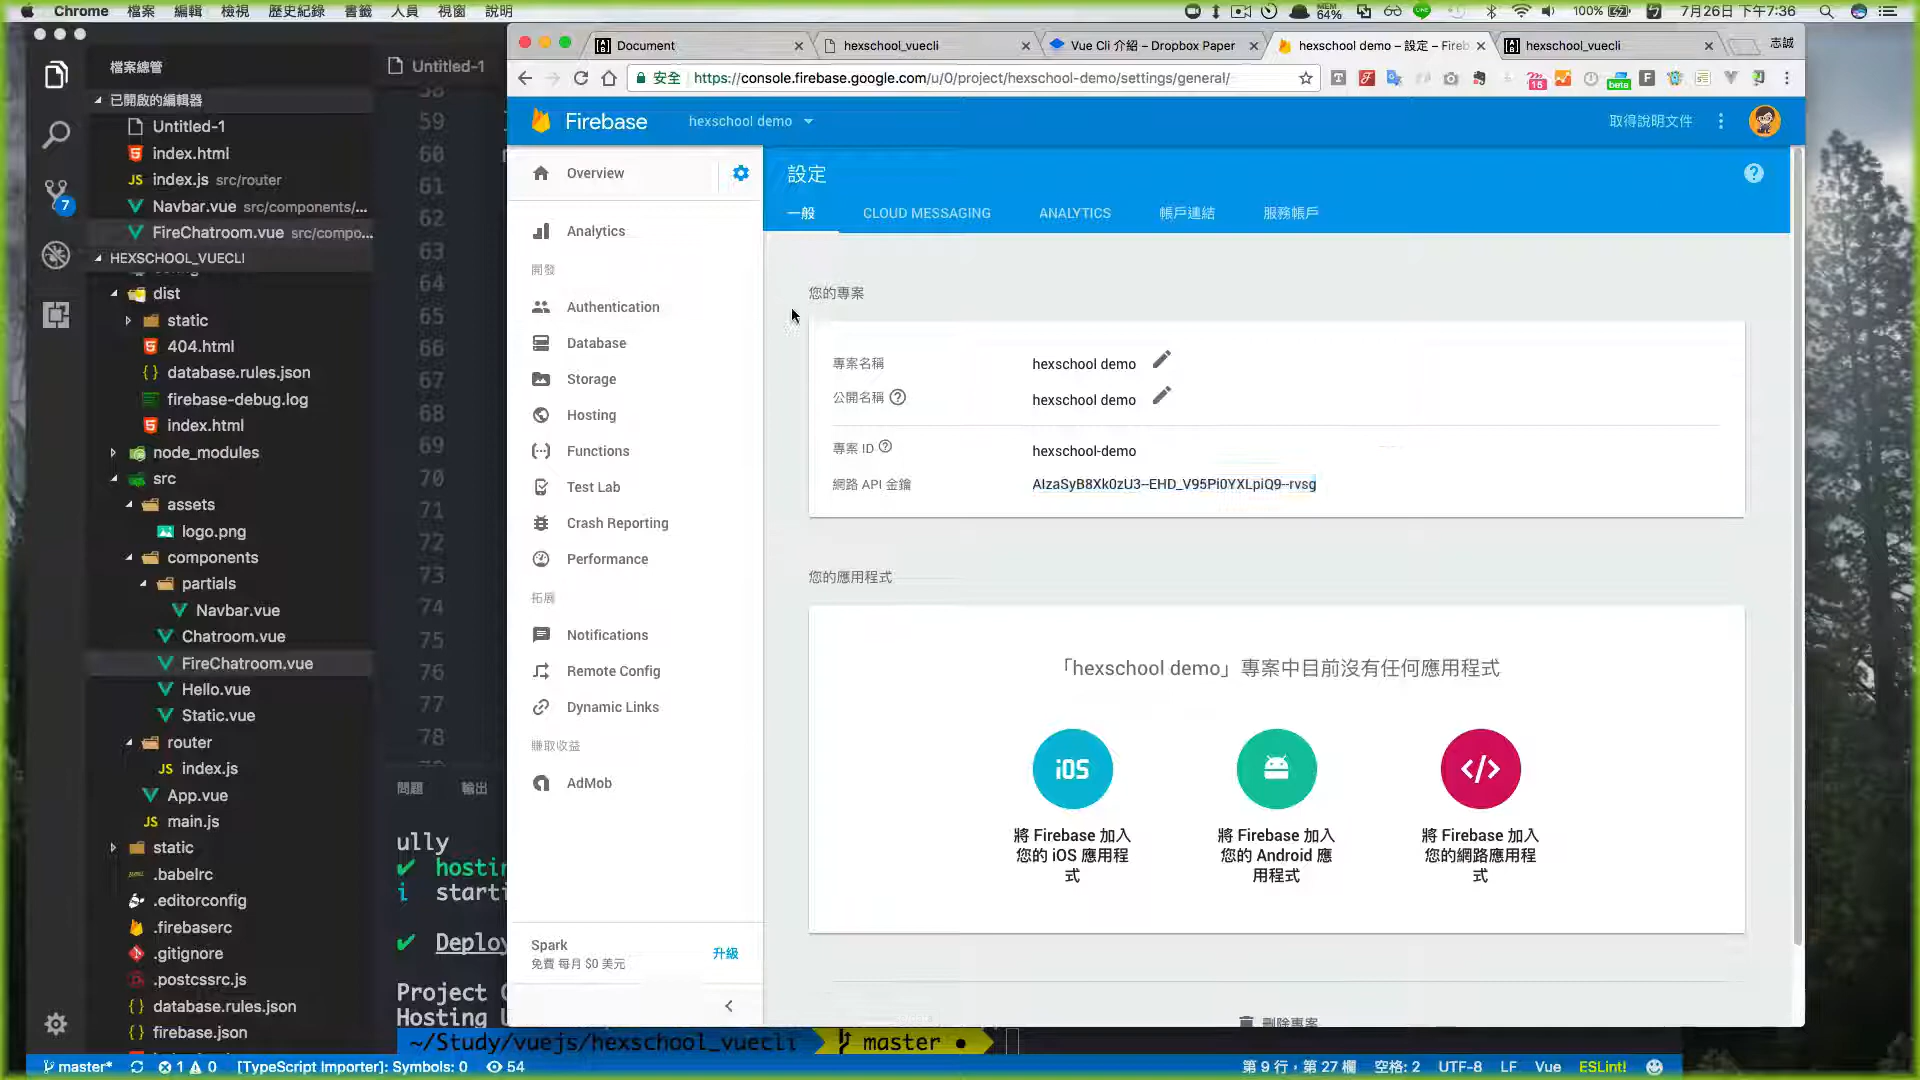 Chrome 檔案 編輯 檢視 歷史紀錄 書籤 人員 視窗 說明
MEM 64% 100% 7月26日 下午7:36
檔案總管
已開啟的編輯器
Untitled-1
index.html
index.js src/router
Navbar.vue src/components/...
FireChatroom.vue src/compo...
HEXSCHOOL_VUECLI
dist
static
404.html
database.rules.json
firebase-debug.log
index.html
node_modules
src
assets
logo.png
components
partials
Navbar.vue
Chatroom.vue
FireChatroom.vue
Hello.vue
Static.vue
router
index.js
App.vue
main.js
static
.babelrc
.editorconfig
.firebaserc
.gitignore
.postcssrc.js
database.rules.json
firebase.json
7
Untitled-1
59
60
61
62
63
64
65
66
67
68
69
70
71
72
73
74
75
76
77
78
問題 輸出
ully
✔ hostin
i starti
✔ Deploy
Project C
Hosting U
~/Study/vuejs/hexschool_vuecli master
Document
hexschool_vuecli
Vue Cli 介紹 – Dropbox Paper
hexschool demo – 設定 – Fireb
hexschool_vuecli
志誠
安全 https://console.firebase.google.com/u/0/project/hexschool-demo/settings/general/
Firebase hexschool demo 取得說明文件
Overview
Analytics
開發
Authentication
Database
Storage
Hosting
Functions
Test Lab
Crash Reporting
Performance
拓展
Notifications
Remote Config
Dynamic Links
賺取收益
AdMob
Spark
免費 每月 $0 美元
升級
設定
一般 CLOUD MESSAGING ANALYTICS 帳戶連結 服務帳戶
您的專案
專案名稱 hexschool demo
公開名稱 hexschool demo
專案 ID hexschool-demo
網路 API 金鑰 AIzaSyB8Xk0zU3--EHD_V95Pi0YXLpiQ9--rvsg
您的應用程式
「hexschool demo」專案中目前沒有任何應用程式
iOS
將 Firebase 加入
您的 iOS 應用程
式
將 Firebase 加入
您的 Android 應
用程式
</>
將 Firebase 加入
您的網路應用程
式
刪除專案
master* 1 0 [TypeScript Importer]: Symbols: 0 54 第 9 行，第 27 欄 空格: 2 UTF-8 LF Vue ESLint!